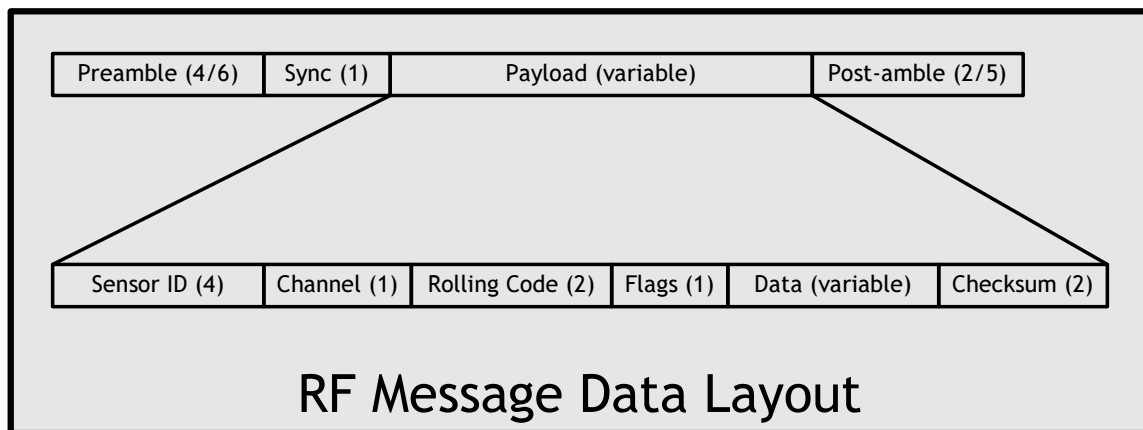 Preamble (4/6) Sync (1) Payload (variable) Post-amble (2/5)
Sensor ID (4) Channel (1) Rolling Code (2) Flags (1) Data (variable) Checksum (2)
RF Message Data Layout